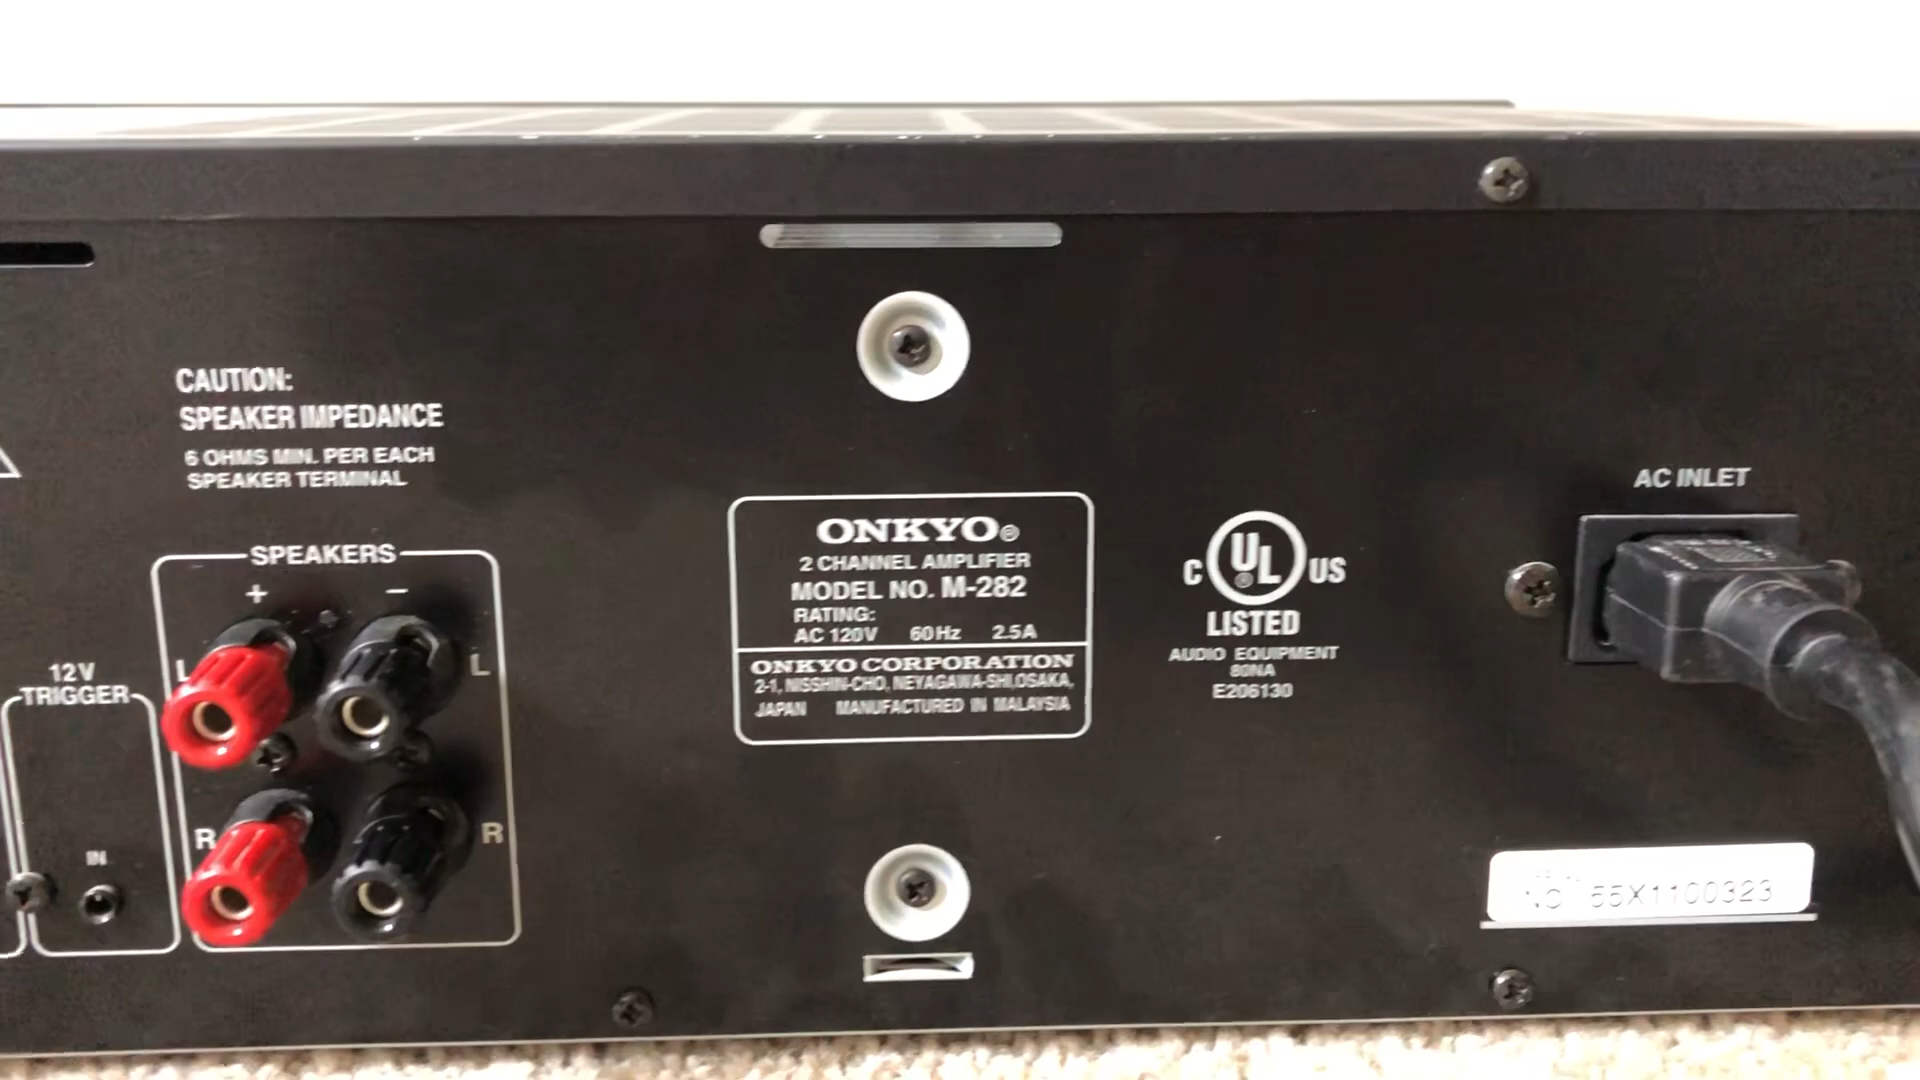 CAUTION:
SPEAKER IMPEDANCE
6 OHMS MIN. PER EACH
SPEAKER TERMINAL
SPEAKERS
+ −
L L
R R
12V
TRIGGER
IN
ONKYO®
2 CHANNEL AMPLIFIER
MODEL NO. M-282
RATING:
AC 120V 60Hz 2.5A
ONKYO CORPORATION
2-1, NISSHIN-CHO, NEYAGAWA-SHI,OSAKA,
JAPAN MANUFACTURED IN MALAYSIA
C UL® US
LISTED
AUDIO EQUIPMENT
80NA
E206130
AC INLET
NO 55X1100323